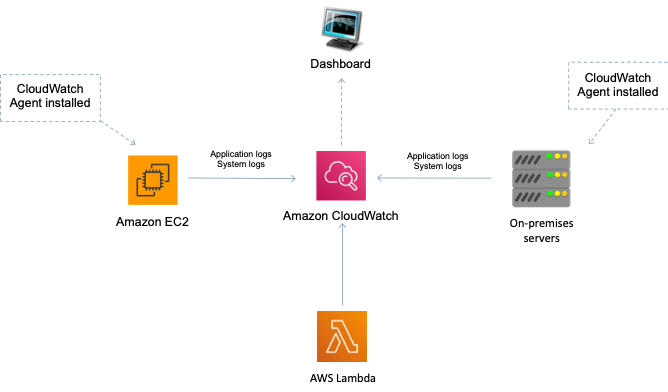 Dashboard
CloudWatch
Agent installed
CloudWatch
Agent installed
Application logs
System logs
Application logs
System logs
Amazon EC2
Amazon CloudWatch
On-premises
servers
AWS Lambda